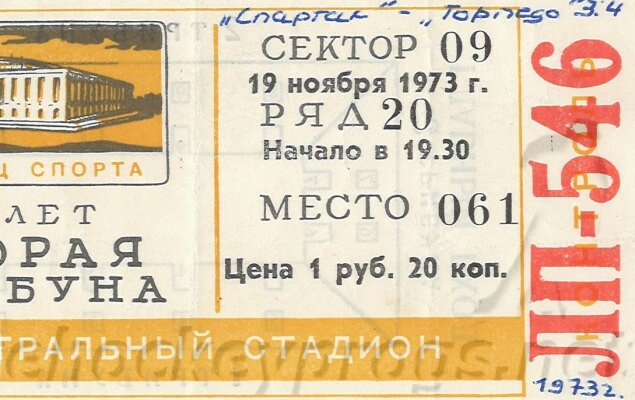 „Спартак" - „Торпедо" 3:4
СЕКТОР 09
19 ноября 1973 г.
РЯД 20
Начало в 19.30
МЕСТО 061
Цена 1 руб. 20 коп.
Ц СПОРТА
ЛЕТ
ОРАЯ
БУНА
ТРАЛЬНЫЙ СТАДИОН
КОНТРОЛЬ
ЛП-546
1973г.